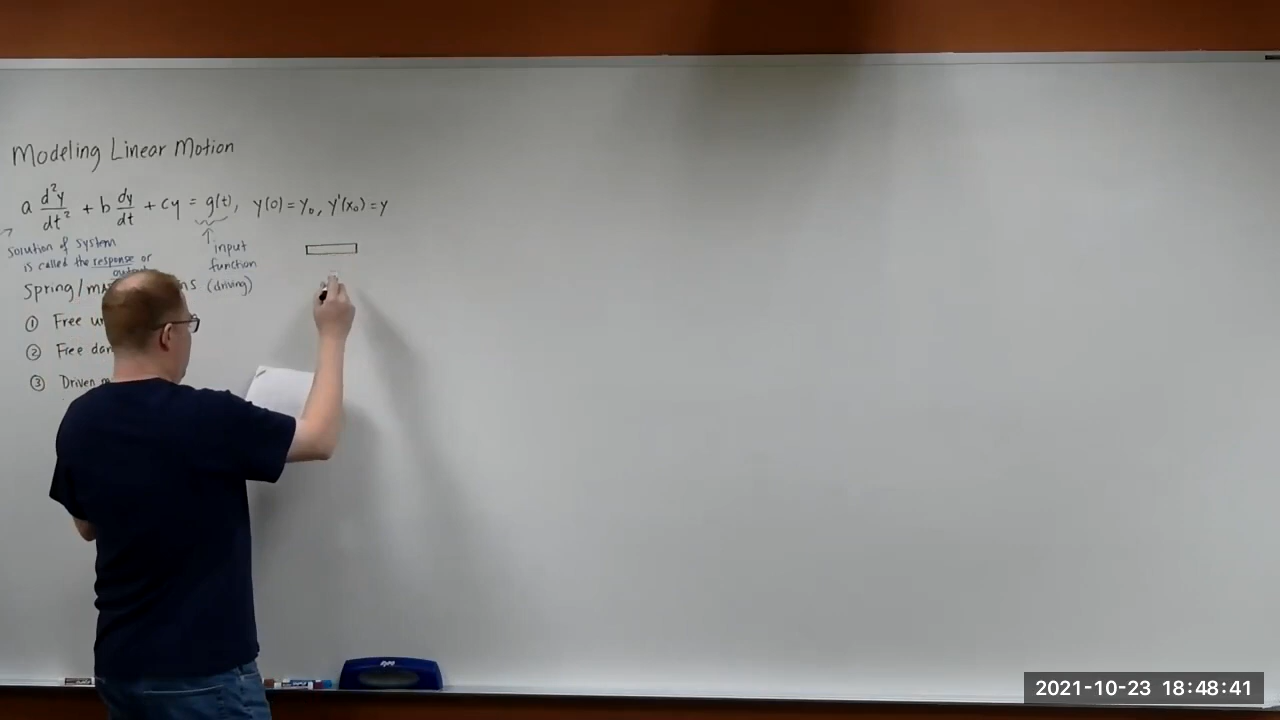 Modeling Linear Motion
a d²y/dt² + b dy/dt + cy = g(t), y(0) = y₀, y'(x₀) = y
solution of system
is called the response or
input
function
(driving)
Spring/
① Free
② Free
③ Driven
EXPO
2021-10-23 18:48:41